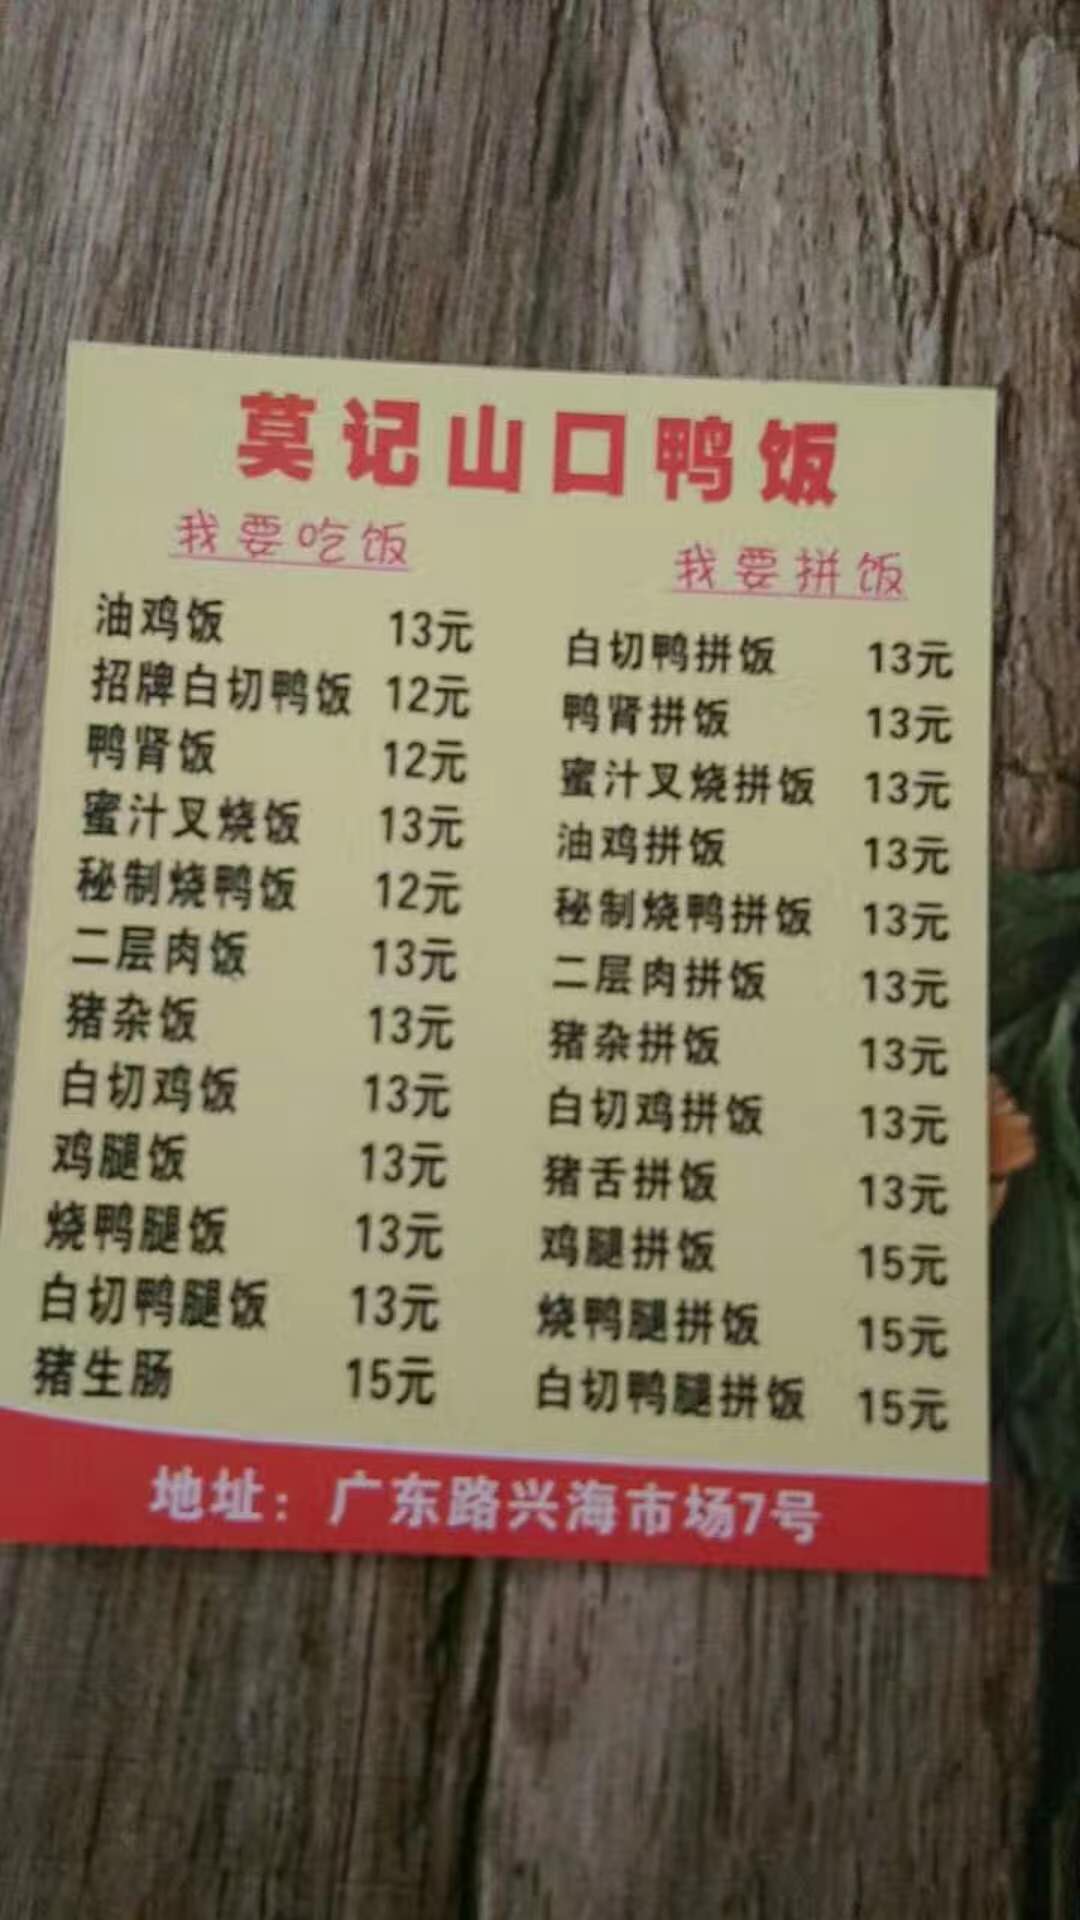 莫记山口鸭饭
我要吃饭
油鸡饭 13元
招牌白切鸭饭 12元
鸭肾饭 12元
蜜汁叉烧饭 13元
秘制烧鸭饭 12元
二层肉饭 13元
猪杂饭 13元
白切鸡饭 13元
鸡腿饭 13元
烧鸭腿饭 13元
白切鸭腿饭 13元
猪生肠 15元
我要拼饭
白切鸭拼饭 13元
鸭肾拼饭 13元
蜜汁叉烧拼饭 13元
油鸡拼饭 13元
秘制烧鸭拼饭 13元
二层肉拼饭 13元
猪杂拼饭 13元
白切鸡拼饭 13元
猪舌拼饭 13元
鸡腿拼饭 15元
烧鸭腿拼饭 15元
白切鸭腿拼饭 15元
地址：广东路兴海市场7号